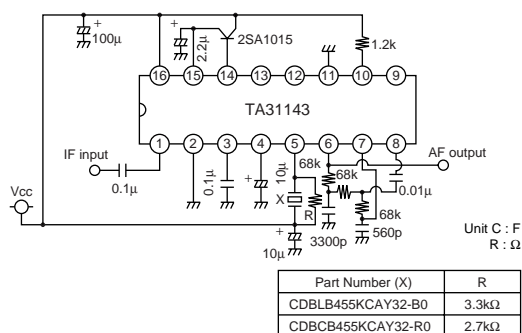 +
100μ
+
2.2μ
2SA1015
1.2k
16
15
14
13
12
11
10
9
TA31143
1
2
3
4
5
6
7
8
IF input
0.1μ
0.1μ
+
10μ
68k
68k
AF output
0.01μ
Vcc
X
R
68k
+
10μ
3300p
560p
Unit C : F
R : Ω
Part Number (X) R
CDBLB455KCAY32-B0 3.3kΩ
CDBCB455KCAY32-R0 2.7kΩ